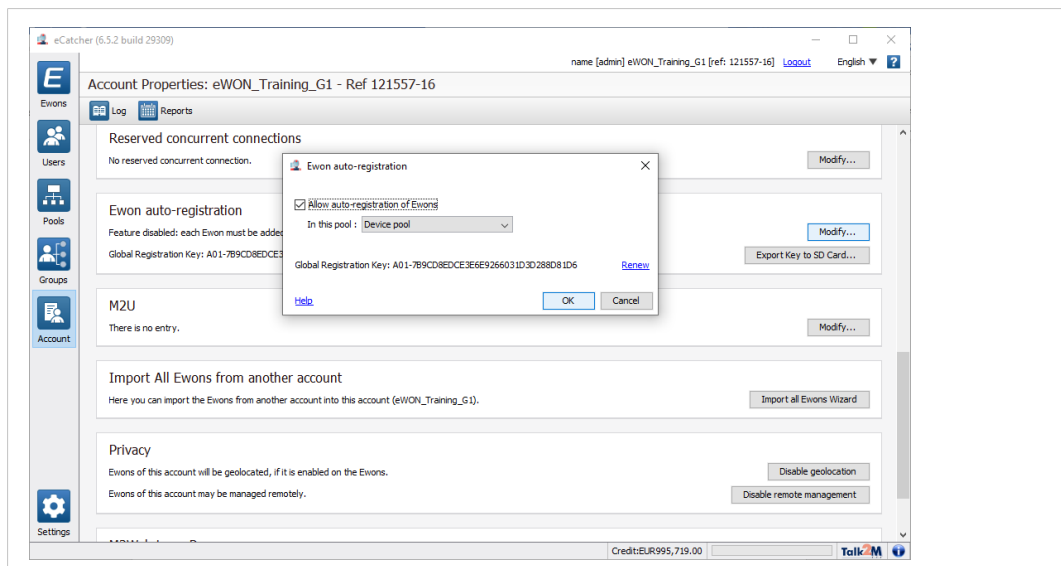 eCatcher (6.5.2 build 29309)
name [admin] eWON_Training_G1 [ref: 121557-16] Logout English ▼ ?
E
Ewons
Users
Pools
Groups
Account
Settings
Account Properties: eWON_Training_G1 - Ref 121557-16
Log Reports
Reserved concurrent connections
No reserved concurrent connection.
Modify...
Ewon auto-registration
Feature disabled: each Ewon must be added
Modify...
Global Registration Key: A01-7B9CD8EDCE3
Export Key to SD Card...
Ewon auto-registration
Allow auto-registration of Ewons
In this pool : Device pool
Global Registration Key: A01-7B9CD8EDCE3E6E9266031D3D288D81D6 Renew
Help OK Cancel
M2U
There is no entry.
Modify...
Import All Ewons from another account
Here you can import the Ewons from another account into this account (eWON_Training_G1).
Import all Ewons Wizard
Privacy
Ewons of this account will be geolocated, if it is enabled on the Ewons.
Disable geolocation
Ewons of this account may be managed remotely.
Disable remote management
Credit:EUR995,719.00
Talk2M